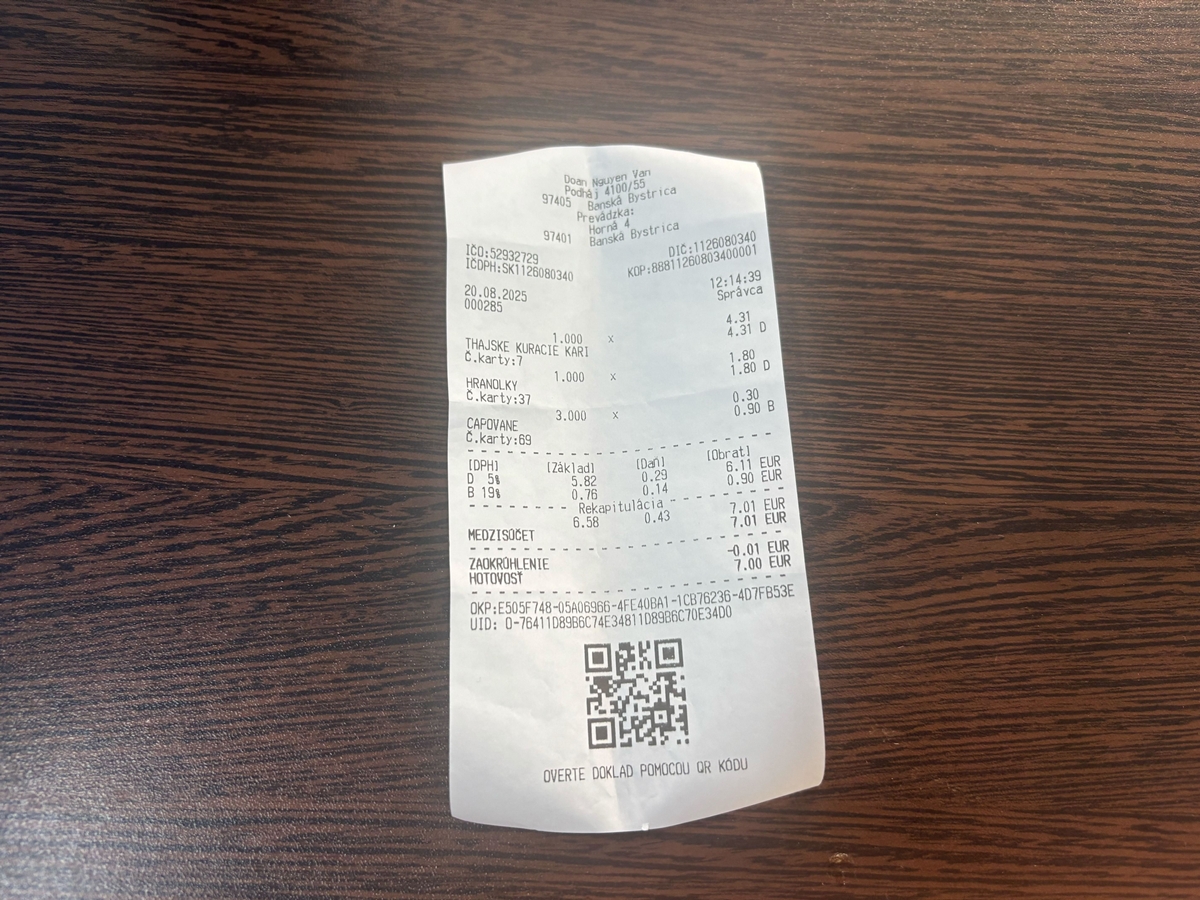 Doan Nguyen Van
Podháj 4100/55
97405 Banská Bystrica
Prevádzka:
Horná 4
97401 Banská Bystrica
IČO:52932729 DIČ:1126080340
IČDPH:SK1126080340 KOP:88811260803400001
20.08.2025 12:14:39
000285 Správca
1.000 x 4.31
THAJSKE KURACIE KARI 4.31 D
Č.karty:7
1.000 x 1.80
HRANOLKY 1.80 D
Č.karty:37
3.000 x 0.30
CAPOVANE 0.90 B
Č.karty:69
[DPH] [Základ] [Daň] [Obrat]
D 5% 5.82 0.29 6.11 EUR
B 19% 0.76 0.14 0.90 EUR
- - - - - - - Rekapitulácia - - - - - - - -
6.58 0.43 7.01 EUR
MEDZISÚČET 7.01 EUR
ZAOKRÚHLENIE -0.01 EUR
HOTOVOSŤ 7.00 EUR
OKP:E505F748-05A06966-4FE40BA1-1CB76236-4D7FB53E
UID: O-76411D89B6C74E34811D89B6C70E34D0
OVERTE DOKLAD POMOCOU QR KÓDU